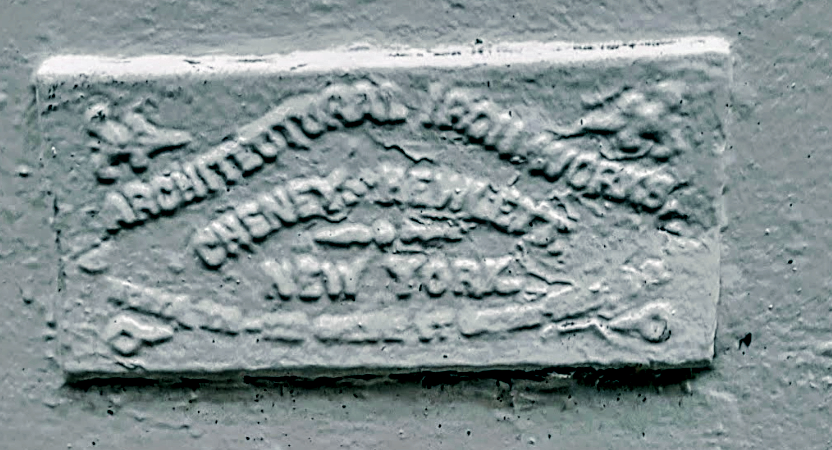 ARCHITECTURAL IRON WORKS
CHENEY & HEWLETT
NEW YORK